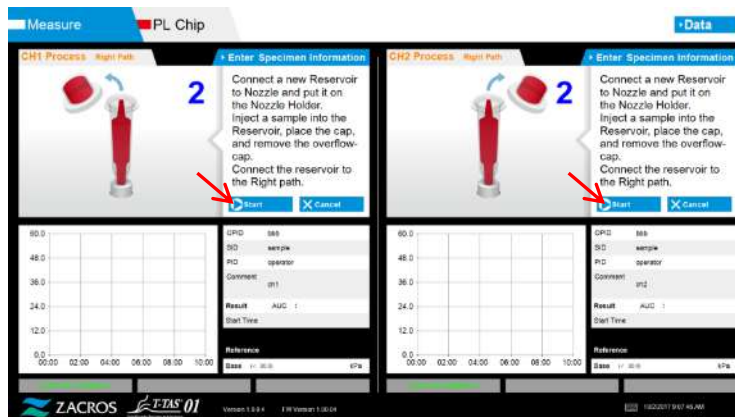 Measure
PL Chip
Data
CH1 Process Right Path
Enter Specimen Information
2
Connect a new Reservoir
to Nozzle and put it on
the Nozzle Holder.
Inject a sample into the
Reservoir, place the cap,
and remove the overflow-
cap.
Connect the reservoir to
the Right path.
Start
Cancel
60.0
48.0
36.0
24.0
12.0
0.0
00:00 02:00 04:00 06:00 08:00 10:00
OPID
SID sample
PID operator
Comment
ch1
Result AUC :
Start Time
Reference
Base kPa
CH2 Process Right Path
Enter Specimen Information
2
Connect a new Reservoir
to Nozzle and put it on
the Nozzle Holder.
Inject a sample into the
Reservoir, place the cap,
and remove the overflow-
cap.
Connect the reservoir to
the Right path.
Start
Cancel
60.0
48.0
36.0
24.0
12.0
0.0
00:00 02:00 04:00 06:00 08:00 10:00
OPID
SID sample
PID operator
Comment
ch2
Result AUC :
Start Time
Reference
Base kPa
ZACROS
T-TAS 01